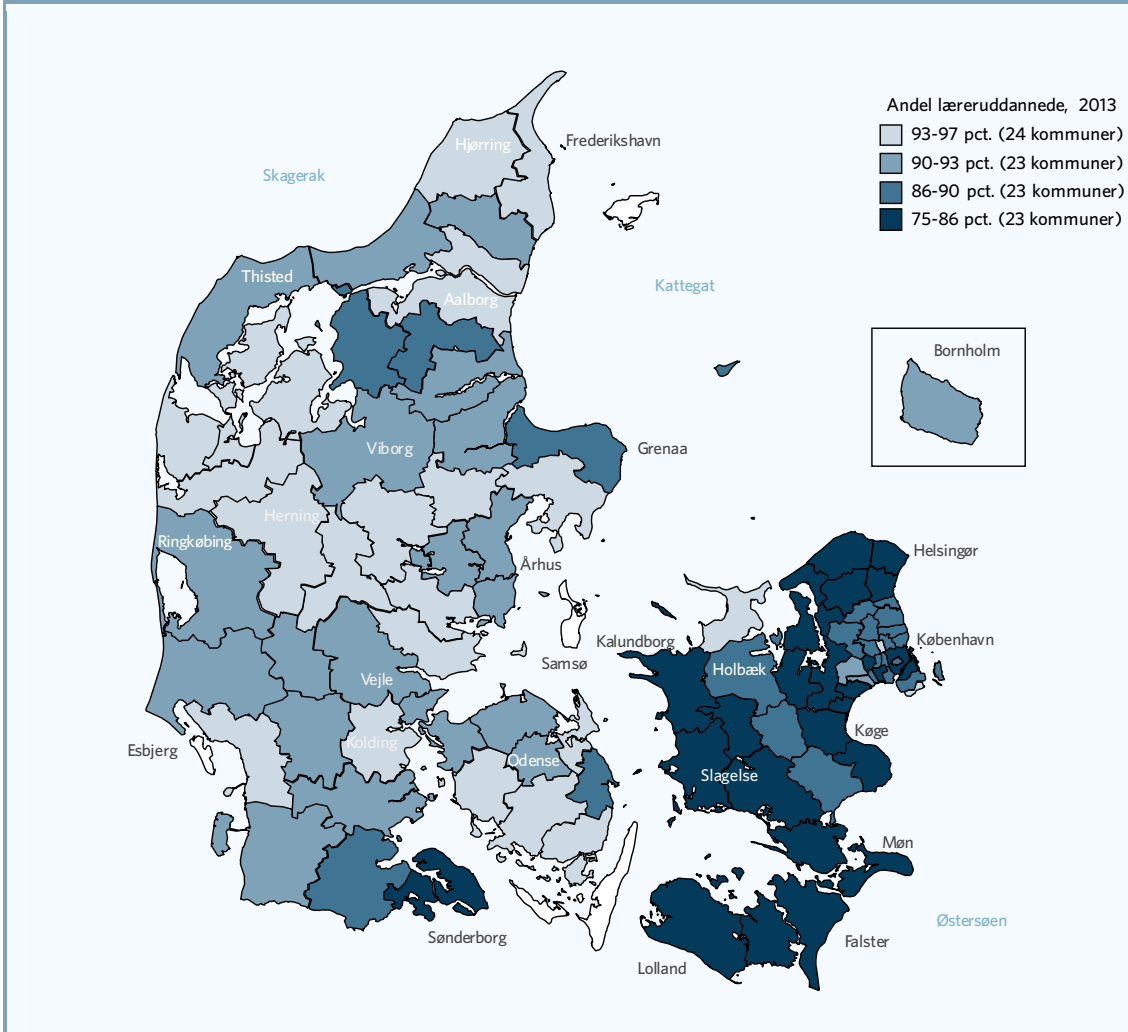 Andel læreruddannede, 2013
93-97 pct. (24 kommuner)
90-93 pct. (23 kommuner)
86-90 pct. (23 kommuner)
75-86 pct. (23 kommuner)
Hjørring
Frederikshavn
Skagerak
Thisted
Kattegat
Aalborg
Bornholm
Viborg
Grenaa
Herning
Ringkøbing
Århus
Helsingør
København
Kalundborg
Samsø
Holbæk
Vejle
Køge
Kolding
Esbjerg
Odense
Slagelse
Møn
Østersøen
Sønderborg
Falster
Lolland